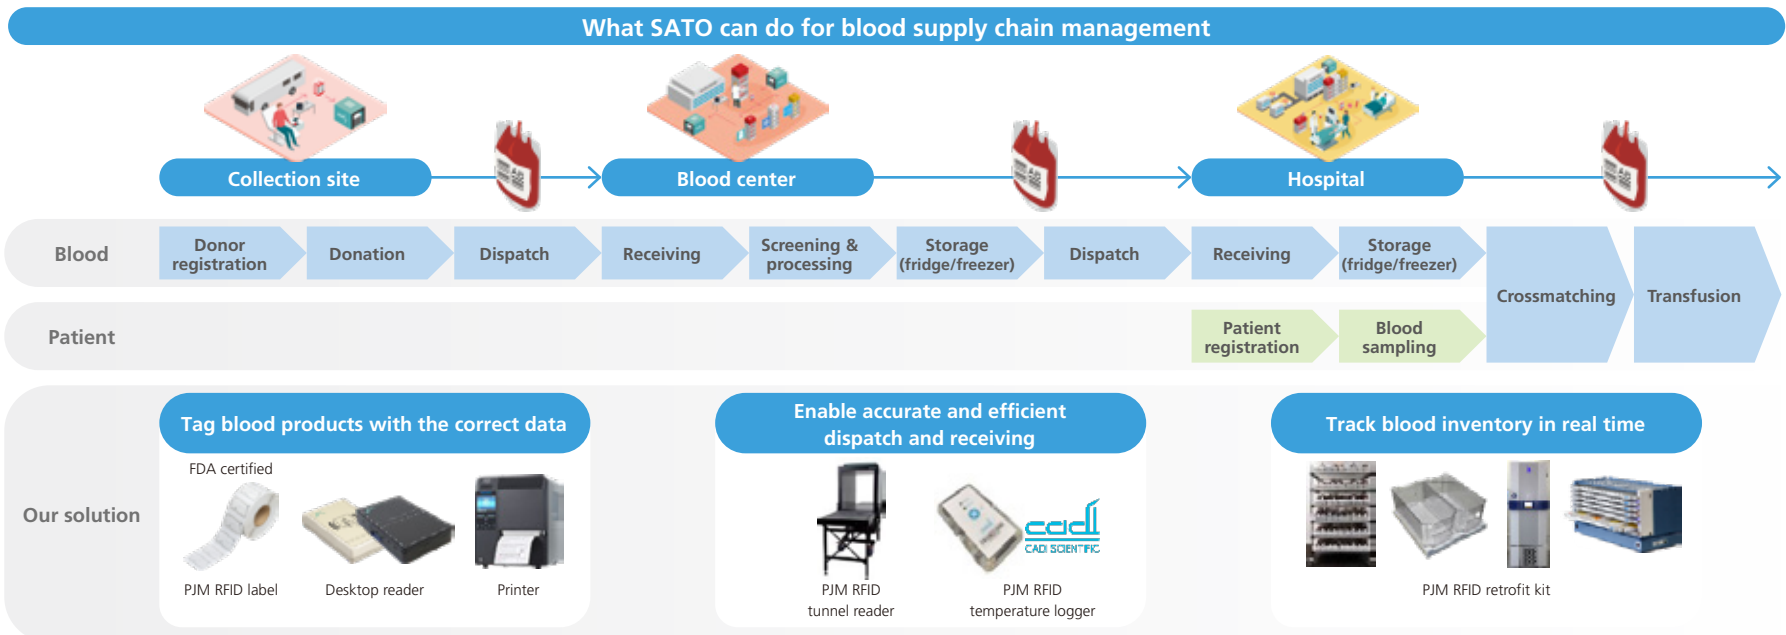 What SATO can do for blood supply chain management
Collection site
Blood center
Hospital
Blood
Donor
registration
Donation
Dispatch
Receiving
Screening &
processing
Storage
(fridge/freezer)
Dispatch
Receiving
Storage
(fridge/freezer)
Crossmatching
Transfusion
Patient
Patient
registration
Blood
sampling
Our solution
Tag blood products with the correct data
FDA certified
PJM RFID label
Desktop reader
Printer
Enable accurate and efficient
dispatch and receiving
cadi
CADI SCIENTIFIC
PJM RFID
tunnel reader
PJM RFID
temperature logger
Track blood inventory in real time
PJM RFID retrofit kit